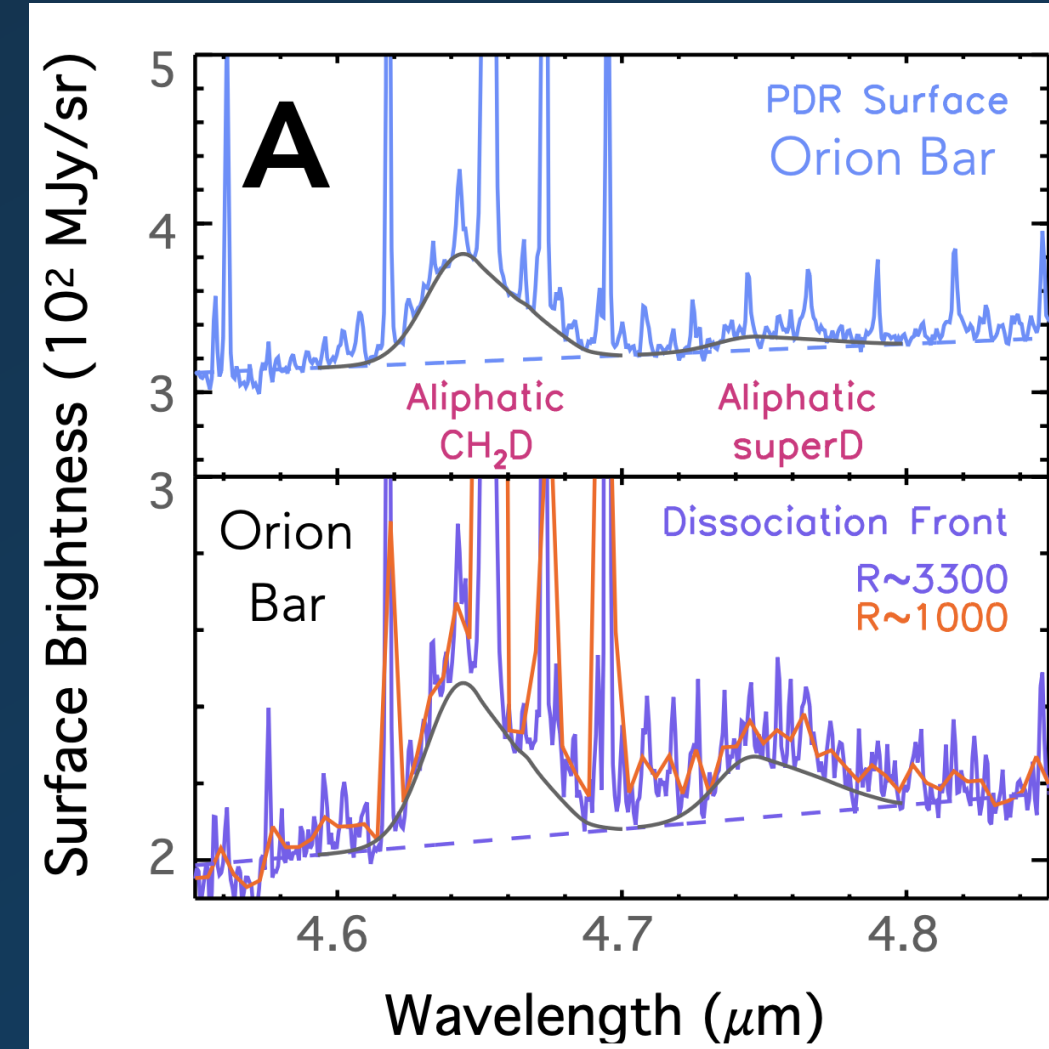 A
PDR Surface
Orion Bar
5
4
3
Aliphatic
CH₂D
Aliphatic
superD
Surface Brightness (10² MJy/sr)
3
2
Orion
Bar
Dissociation Front
R~3300
R~1000
4.6
4.7
4.8
Wavelength (μm)